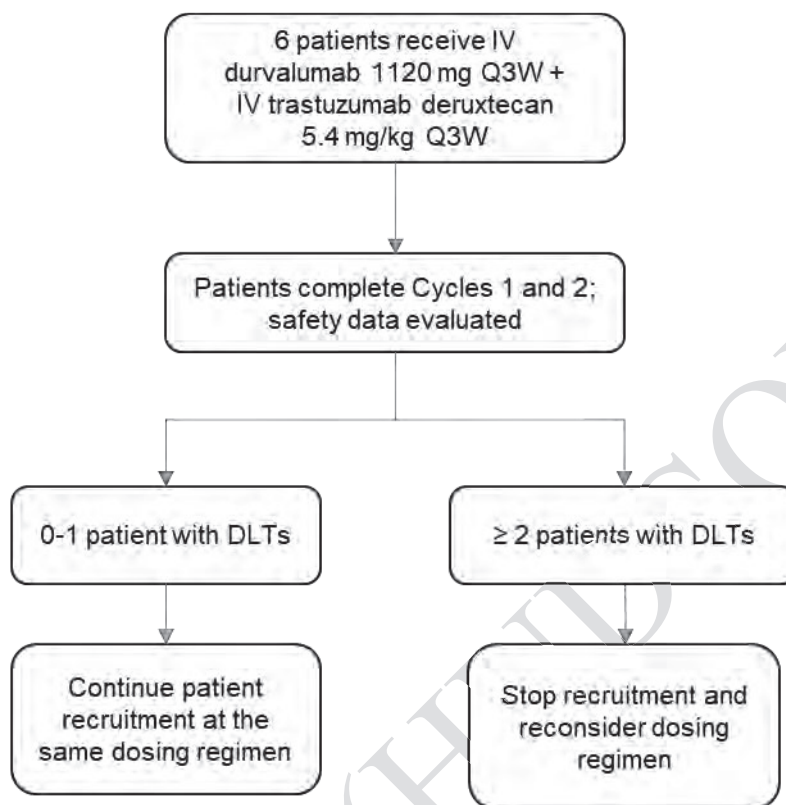 6 patients receive IV
durvalumab 1120 mg Q3W +
IV trastuzumab deruxtecan
5.4 mg/kg Q3W
Patients complete Cycles 1 and 2;
safety data evaluated
0-1 patient with DLTs
≥ 2 patients with DLTs
Continue patient
recruitment at the
same dosing regimen
Stop recruitment and
reconsider dosing
regimen